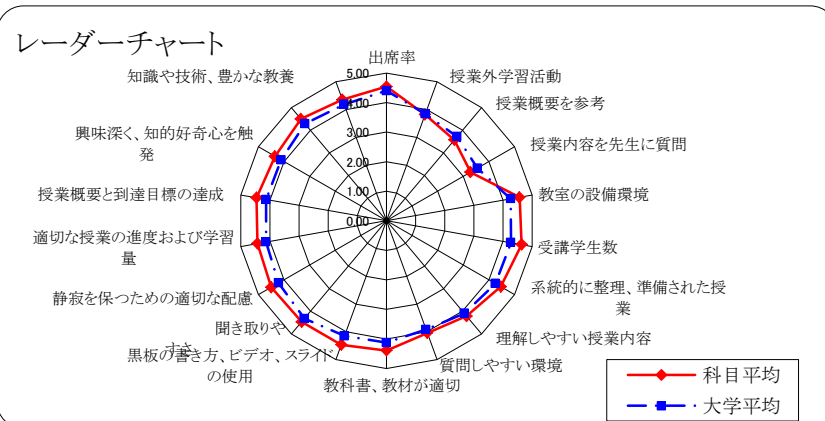 レーダーチャート
出席率
授業外学習活動
授業概要を参考
授業内容を先生に質問
教室の設備環境
受講学生数
系統的に整理、準備された授
業
理解しやすい授業内容
質問しやすい環境
教科書、教材が適切
黒板の書き方、ビデオ、スライド
の使用
聞き取りや
すさ
静寂を保つための適切な配慮
適切な授業の進度および学習
量
授業概要と到達目標の達成
興味深く、知的好奇心を触
発
知識や技術、豊かな教養
5.00
4.00
3.00
2.00
1.00
0.00
科目平均
大学平均